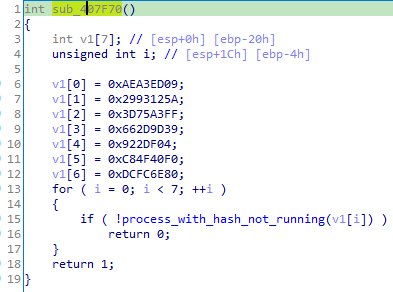 1 int sub_407F70()
2 {
3 int v1[7]; // [esp+0h] [ebp-20h]
4 unsigned int i; // [esp+1Ch] [ebp-4h]
5
6 v1[0] = 0xAEA3ED09;
7 v1[1] = 0x2993125A;
8 v1[2] = 0x3D75A3FF;
9 v1[3] = 0x662D9D39;
10 v1[4] = 0x922DF04;
11 v1[5] = 0xC84F40F0;
12 v1[6] = 0xDCFC6E80;
13 for ( i = 0; i < 7; ++i )
14 {
15 if ( !process_with_hash_not_running(v1[i]) )
16 return 0;
17 }
18 return 1;
19 }